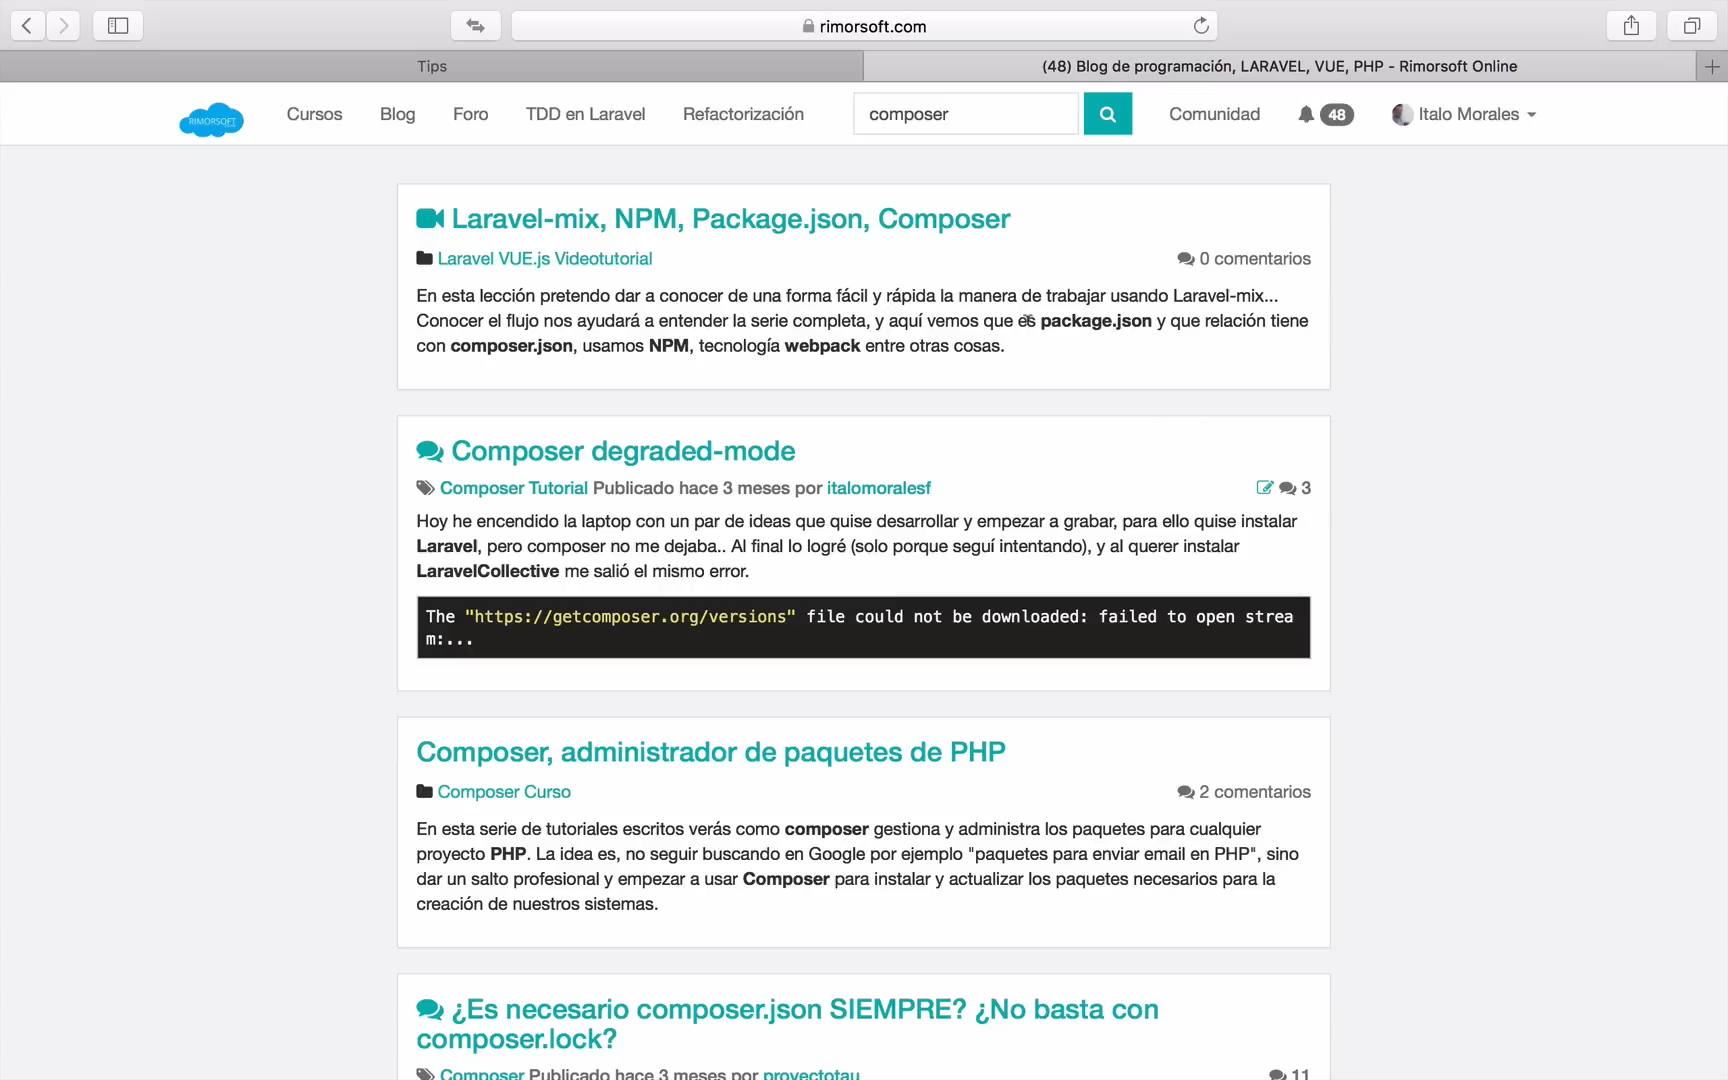 rimorsoft.com
Tips
(48) Blog de programación, LARAVEL, VUE, PHP - Rimorsoft Online
RIMORSOFT Cursos Blog Foro TDD en Laravel Refactorización composer Comunidad 48 Italo Morales
Laravel-mix, NPM, Package.json, Composer
Laravel VUE.js Videotutorial 0 comentarios
En esta lección pretendo dar a conocer de una forma fácil y rápida la manera de trabajar usando Laravel-mix...
Conocer el flujo nos ayudará a entender la serie completa, y aquí vemos que es package.json y que relación tiene
con composer.json, usamos NPM, tecnología webpack entre otras cosas.
Composer degraded-mode
Composer Tutorial Publicado hace 3 meses por italomoralesf 3
Hoy he encendido la laptop con un par de ideas que quise desarrollar y empezar a grabar, para ello quise instalar
Laravel, pero composer no me dejaba.. Al final lo logré (solo porque seguí intentando), y al querer instalar
LaravelCollective me salió el mismo error.
The "https://getcomposer.org/versions" file could not be downloaded: failed to open strea
m:...
Composer, administrador de paquetes de PHP
Composer Curso 2 comentarios
En esta serie de tutoriales escritos verás como composer gestiona y administra los paquetes para cualquier
proyecto PHP. La idea es, no seguir buscando en Google por ejemplo "paquetes para enviar email en PHP", sino
dar un salto profesional y empezar a usar Composer para instalar y actualizar los paquetes necesarios para la
creación de nuestros sistemas.
¿Es necesario composer.json SIEMPRE? ¿No basta con
composer.lock?
Composer Publicado hace 3 meses por proyectotau 11